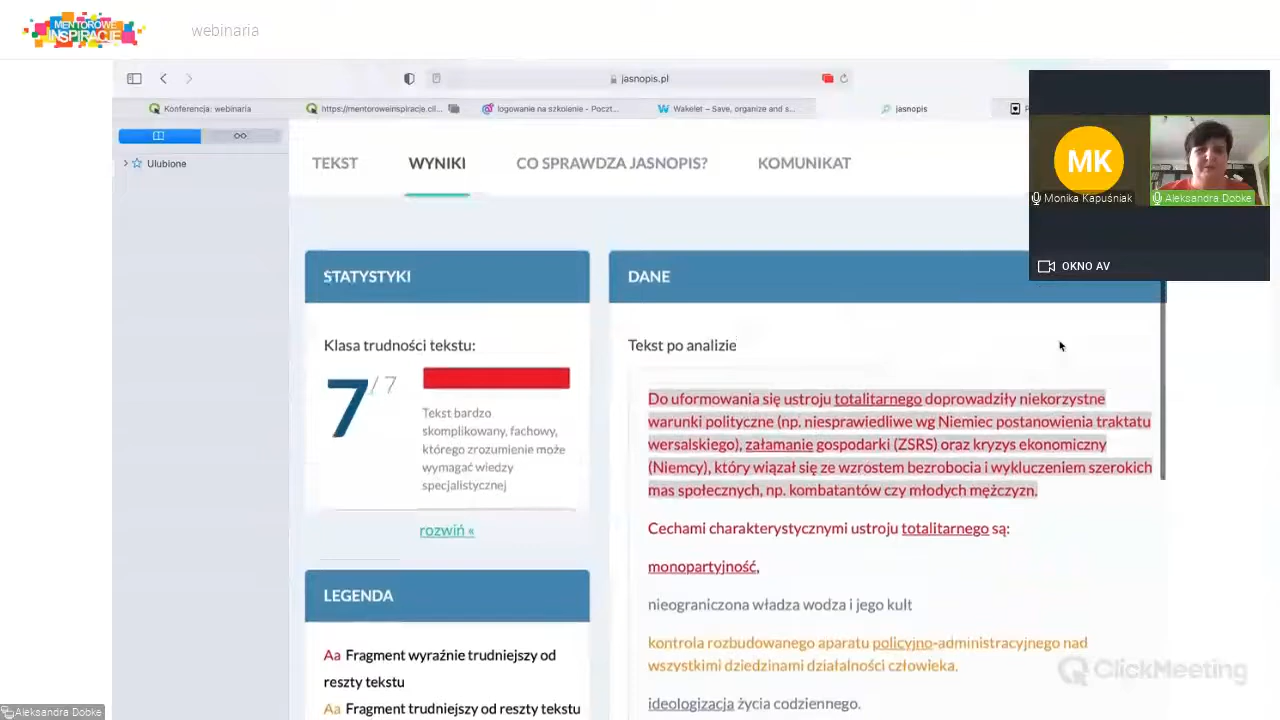 MENTOROWE
INSPIRACJE
webinaria
jasnopis.pl
Konferencja: webinaria
https://mentoroweinspiracje.cli...
logowanie na szkolenie - Poczt...
Wakelet – Save, organize and s...
jasnopis
Ulubione
TEKST
WYNIKI
CO SPRAWDZA JASNOPIS?
KOMUNIKAT
MK
Monika Kapuśniak
Aleksandra Dobke
OKNO AV
STATYSTYKI
Klasa trudności tekstu:
7 / 7
Tekst bardzo
skomplikowany, fachowy,
którego zrozumienie może
wymagać wiedzy
specjalistycznej
rozwiń «
LEGENDA
Aa Fragment wyraźnie trudniejszy od
reszty tekstu
Aa Fragment trudniejszy od reszty tekstu
DANE
Tekst po analizie
Do uformowania się ustroju totalitarnego doprowadziły niekorzystne
warunki polityczne (np. niesprawiedliwe wg Niemiec postanowienia traktatu
wersalskiego), załamanie gospodarki (ZSRS) oraz kryzys ekonomiczny
(Niemcy), który wiązał się ze wzrostem bezrobocia i wykluczeniem szerokich
mas społecznych, np. kombatantów czy młodych mężczyzn.
Cechami charakterystycznymi ustroju totalitarnego są:
monopartyjność,
nieograniczona władza wodza i jego kult
kontrola rozbudowanego aparatu policyjno-administracyjnego nad
wszystkimi dziedzinami działalności człowieka.
ideologizacja życia codziennego.
ClickMeeting
Aleksandra Dobke